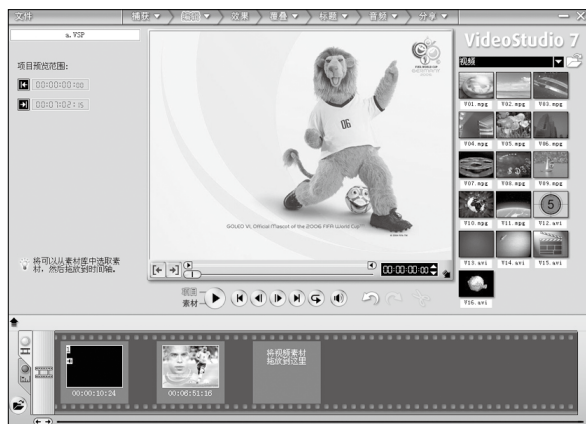 文件 捕获 编辑 效果 覆叠 标题 音频 分享
a.VSP
项目预览范围:
00:00:00:00
将可以从素材库中选取素
材，然后拖放到时间轴。
06
GOLEO VI, Official Mascot of the 2006 FIFA World Cup
00:00:00:00
素材
VideoStudio 7
视频
V01.mpg V02.mpg V03.mpg
V04.mpg V05.mpg V06.mpg
V07.mpg V08.mpg V09.mpg
V10.mpg V11.mpg V12.avi
5
V13.avi V14.avi V15.avi
V16.avi
1
将视频素材
拖放到这里
00:00:10:24 00:06:51:16